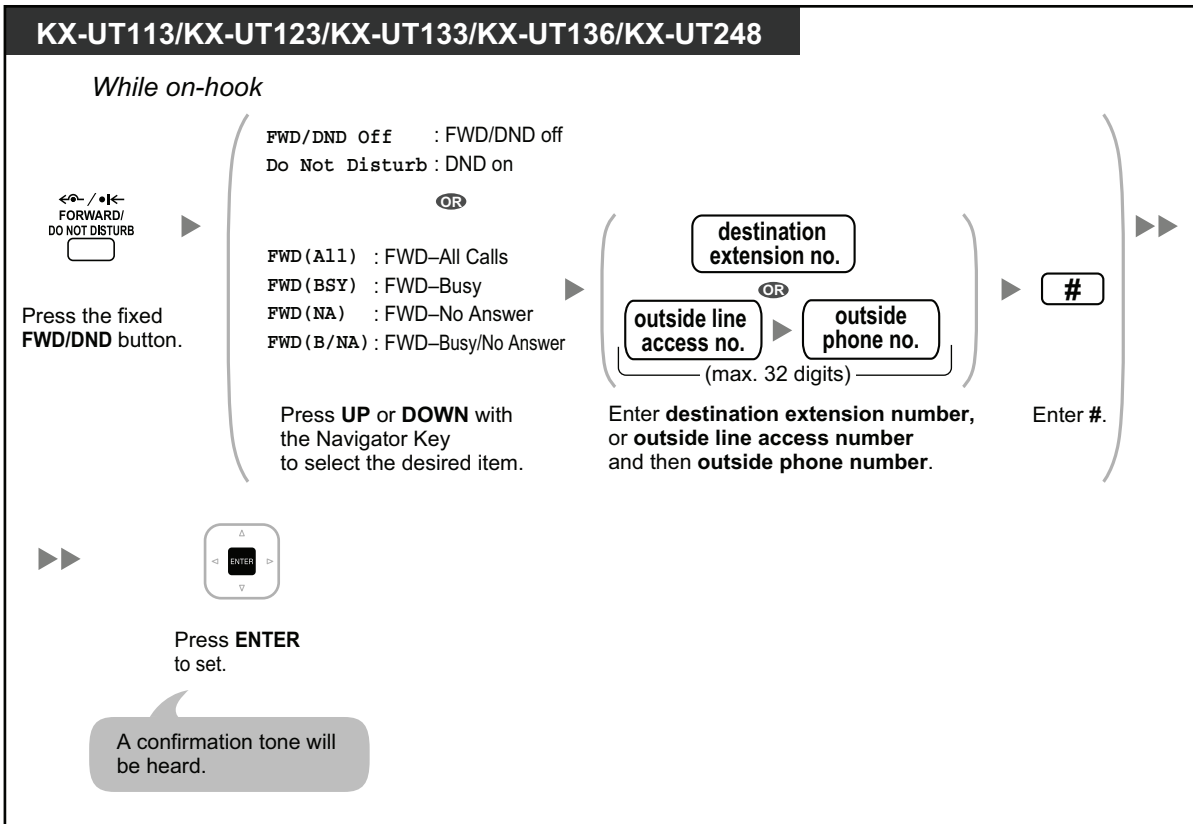 KX-UT113/KX-UT123/KX-UT133/KX-UT136/KX-UT248
While on-hook
FORWARD/
DO NOT DISTURB
Press the fixed
FWD/DND button.
FWD/DND Off : FWD/DND off
Do Not Disturb : DND on
OR
FWD(All) : FWD–All Calls
FWD(BSY) : FWD–Busy
FWD(NA) : FWD–No Answer
FWD(B/NA) : FWD–Busy/No Answer
Press UP or DOWN with
the Navigator Key
to select the desired item.
destination
extension no.
OR
outside line
access no.
outside
phone no.
(max. 32 digits)
Enter destination extension number,
or outside line access number
and then outside phone number.
#
Enter #.
ENTER
Press ENTER
to set.
A confirmation tone will
be heard.